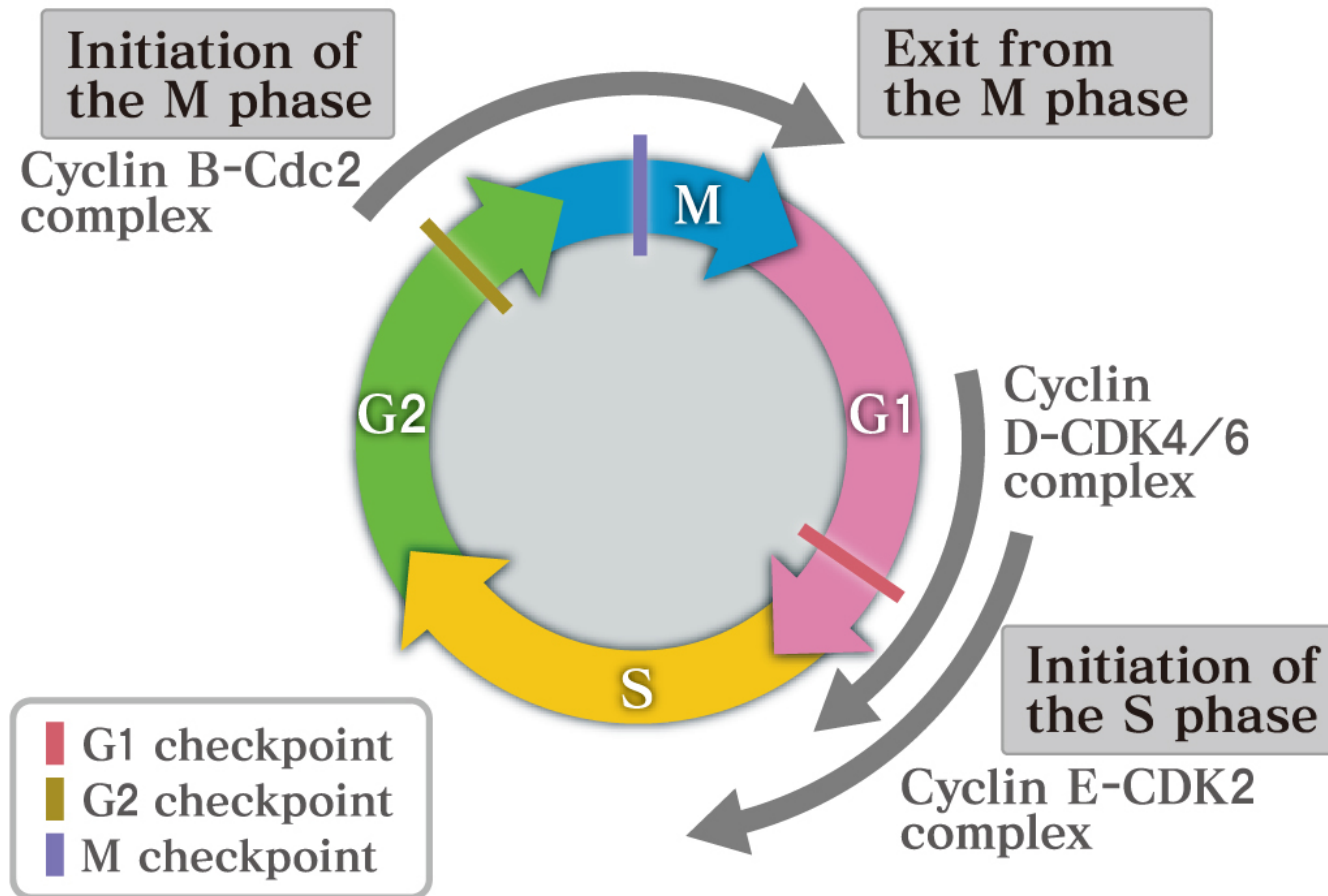 Initiation of
the M phase
Cyclin B-Cdc2
complex
Exit from
the M phase
M
G2
G1
Cyclin
D-CDK4/6
complex
S
Initiation of
the S phase
Cyclin E-CDK2
complex
G1 checkpoint
G2 checkpoint
M checkpoint